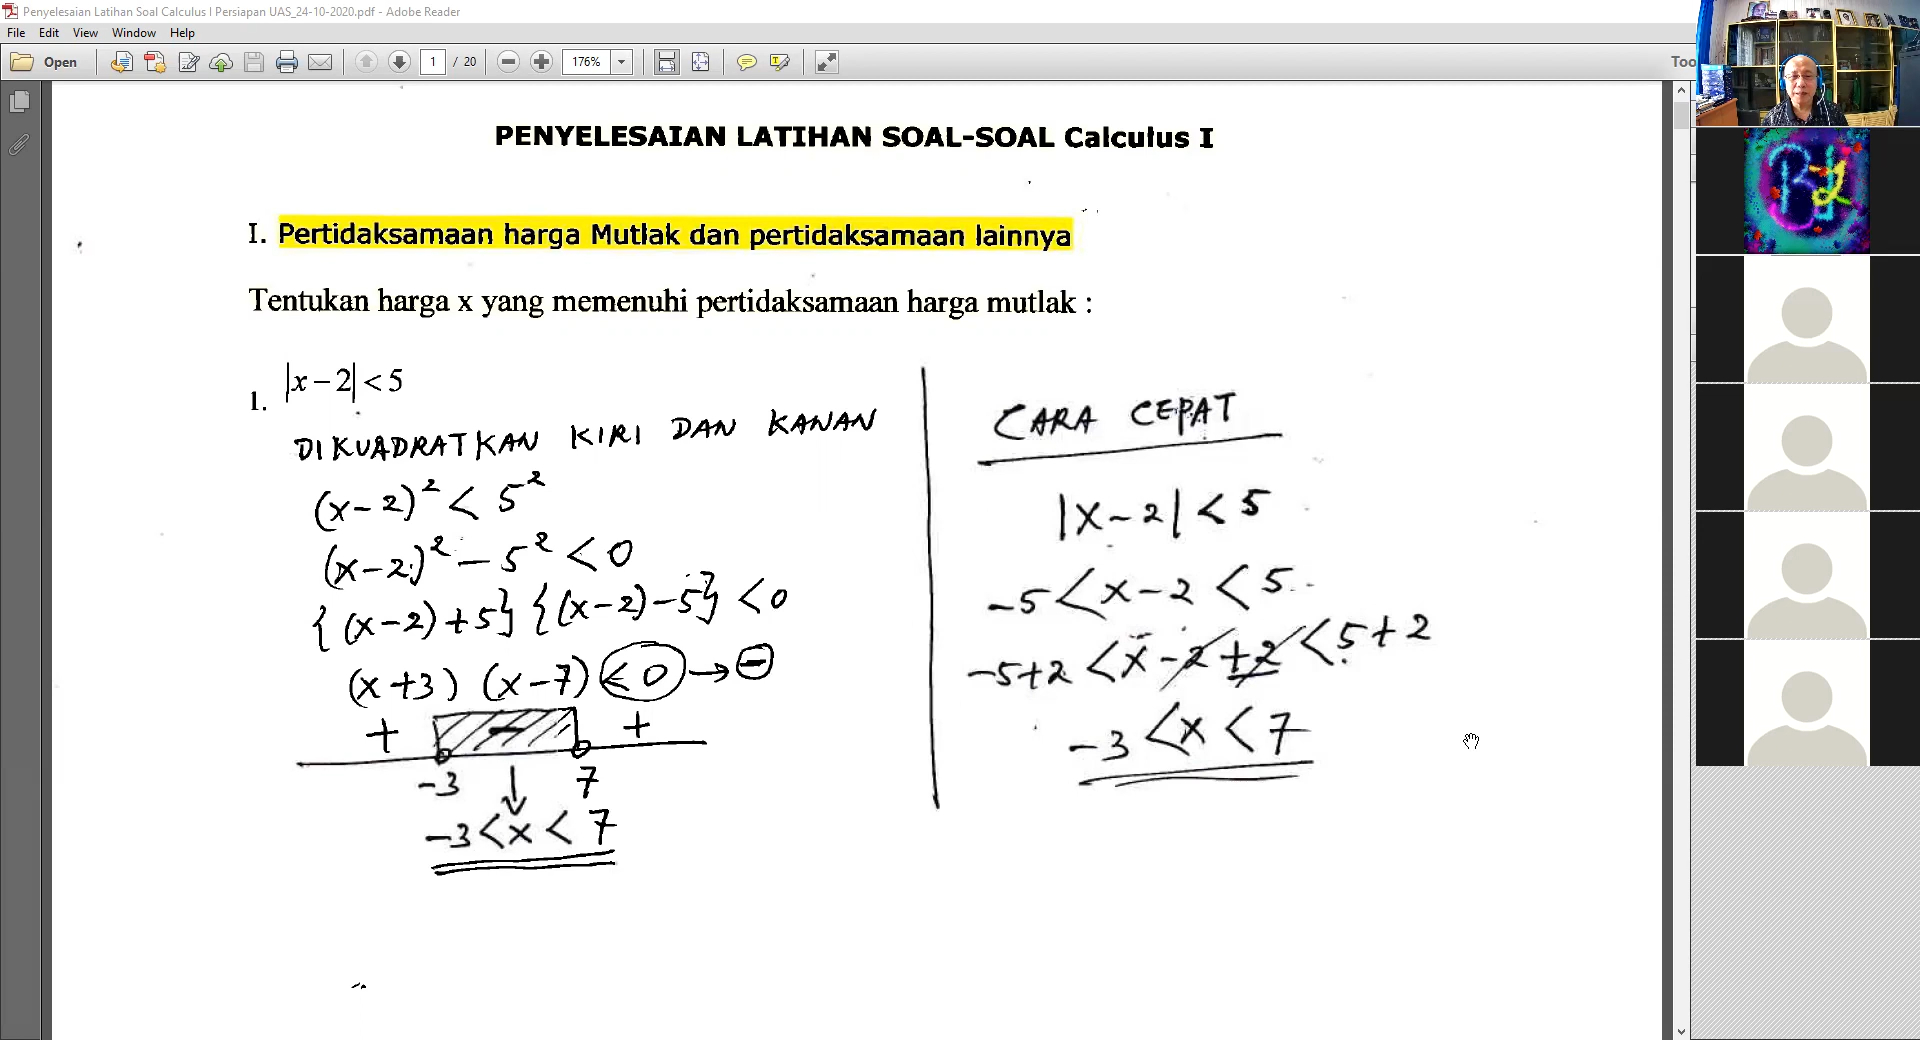 Penyelesaian Latihan Soal Calculus I Persiapan UAS_24-10-2020.pdf - Adobe Reader
File Edit View Window Help
Open 1 / 20 176% Too
PENYELESAIAN LATIHAN SOAL-SOAL Calculus I
I. Pertidaksamaan harga Mutlak dan pertidaksamaan lainnya
Tentukan harga x yang memenuhi pertidaksamaan harga mutlak :
1. |x−2|<5
DIKUADRATKAN KIRI DAN KANAN
(x−2)² < 5²
(x−2)² − 5² < 0
{(x−2)+5} {(x−2)−5} < 0
(x+3) (x−7) < 0 → −
+ − +
−3 ↓ 7
−3 < x < 7
CARA CEPAT
|x−2| < 5
−5 < x−2 < 5
−5+2 < x−2+2 < 5+2
−3 < x < 7